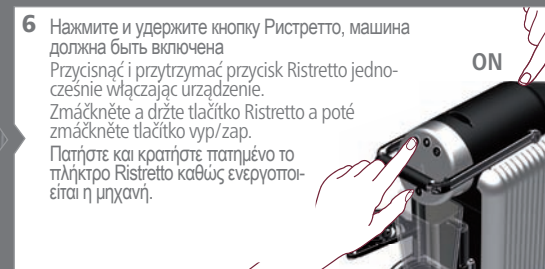 6 Нажмите и удержите кнопку Ристретто, машина
должна быть включена
Przycisnąć i przytrzymać przycisk Ristretto jedno-
cześnie włączając urządzenie.
Zmáčkněte a držte tlačítko Ristretto a poté
zmáčkněte tlačítko vyp/zap.
Πατήστε και κρατήστε πατημένο το
πλήκτρο Ristretto καθώς ενεργοποι-
είται η μηχανή.
ON